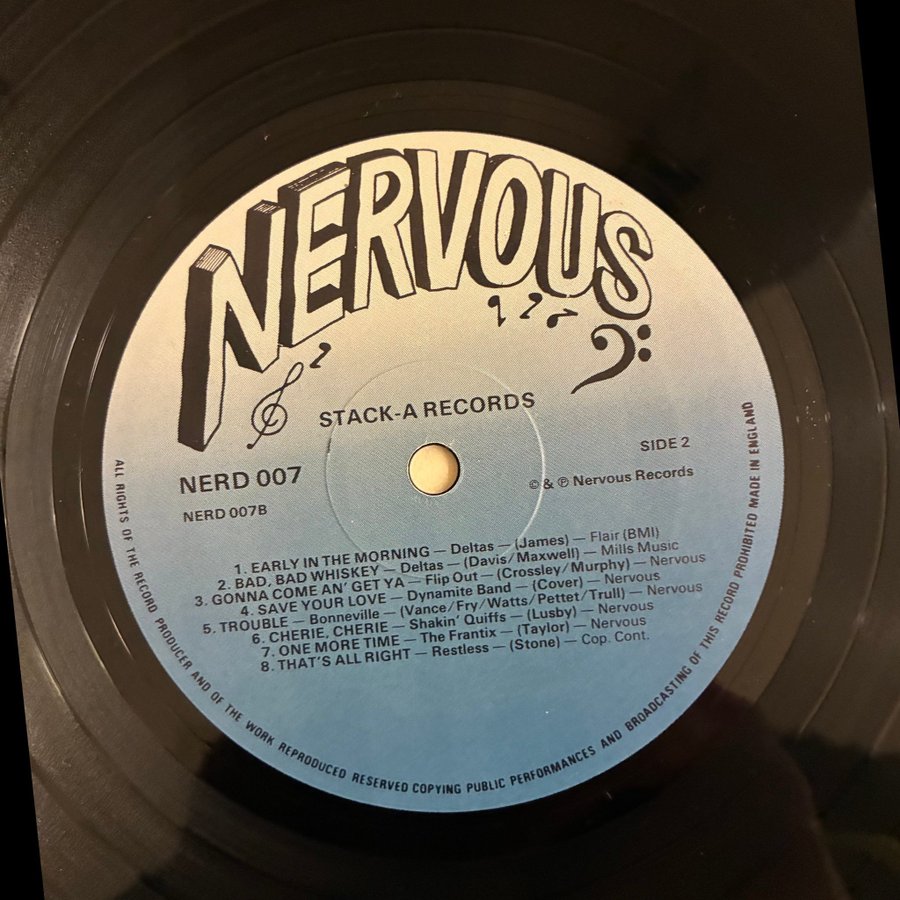 NERVOUS
STACK-A RECORDS
NERD 007
SIDE 2
NERD 007B
© & ℗ Nervous Records
1. EARLY IN THE MORNING — Deltas — (James) — Flair (BMI)
2. BAD, BAD WHISKEY — Deltas — (Davis/Maxwell) — Mills Music
3. GONNA COME AN' GET YA — Flip Out — (Crossley/Murphy) — Nervous
4. SAVE YOUR LOVE — Dynamite Band — (Cover) — Nervous
5. TROUBLE — Bonneville — (Vance/Fry/Watts/Pettet/Trull) — Nervous
6. CHERIE, CHERIE — Shakin' Quiffs — (Lusby) — Nervous
7. ONE MORE TIME — The Frantix — (Taylor) — Nervous
8. THAT'S ALL RIGHT — Restless — (Stone) — Cop. Cont.
ALL RIGHTS OF THE RECORD PRODUCER AND OF THE WORK REPRODUCED RESERVED COPYING PUBLIC PERFORMANCES AND BROADCASTING OF THIS RECORD PROHIBITED MADE IN ENGLAND